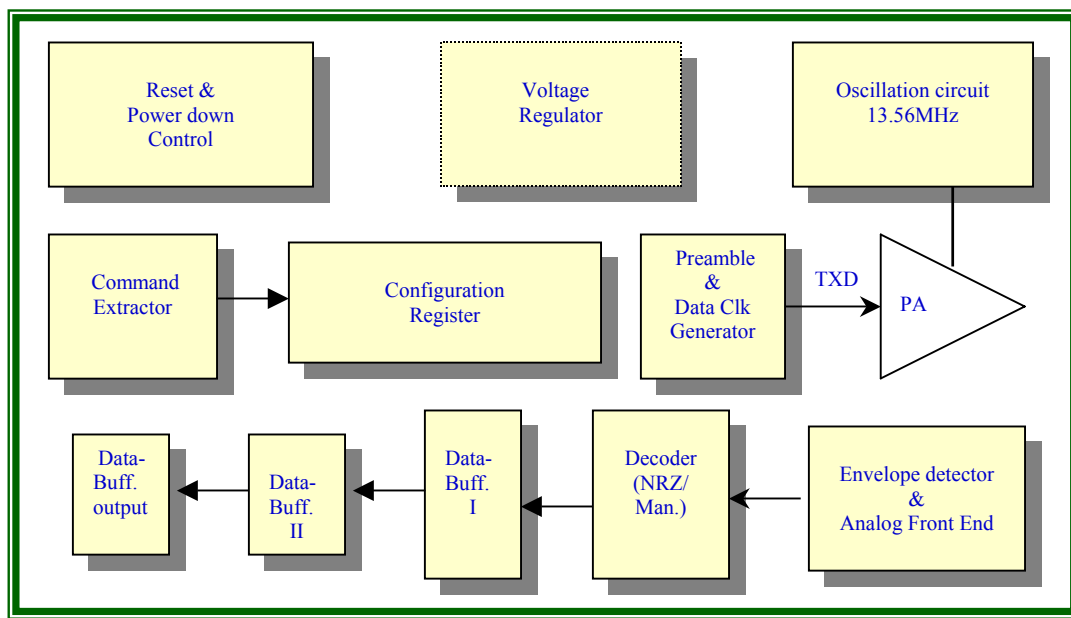 Reset &
Power down
Control
Voltage
Regulator
Oscillation circuit
13.56MHz
Command
Extractor
Configuration
Register
Preamble
&
Data Clk
Generator
TXD
PA
Data-
Buff.
output
Data-
Buff.
II
Data-
Buff.
I
Decoder
(NRZ/
Man.)
Envelope detector
&
Analog Front End